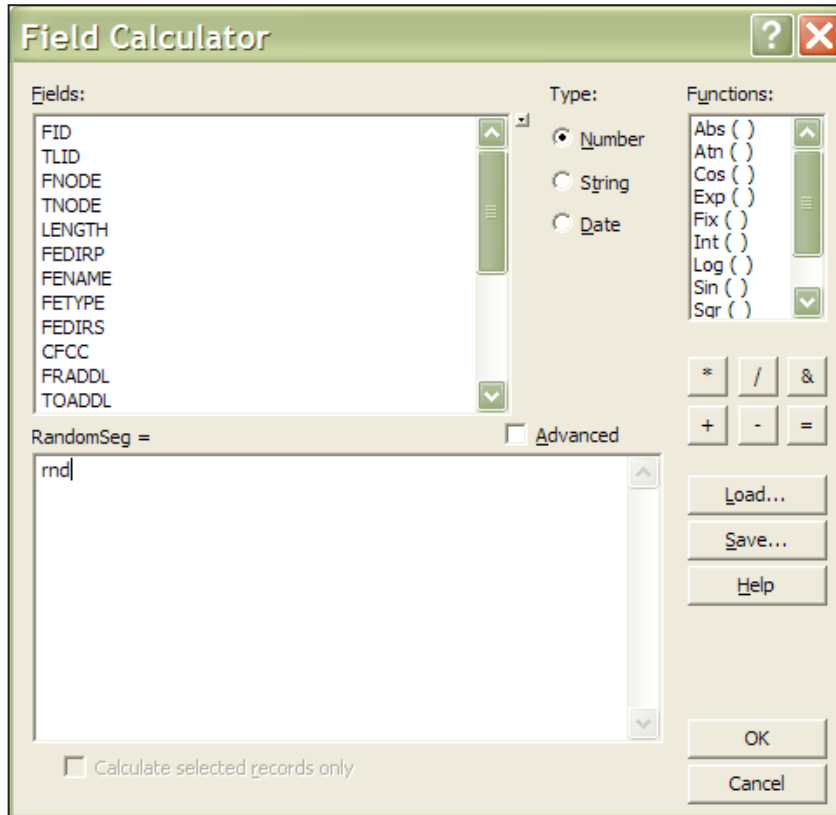 Field Calculator ? X
Fields: Type: Functions:
FID
TLID
FNODE
TNODE
LENGTH
FEDIRP
FENAME
FETYPE
FEDIRS
CFCC
FRADDL
TOADDL
Number
String
Date
Abs ( )
Atn ( )
Cos ( )
Exp ( )
Fix ( )
Int ( )
Log ( )
Sin ( )
Sqr ( )
* / &
+ - =
RandomSeg = Advanced
rnd
Load...
Save...
Help
Calculate selected records only
OK
Cancel